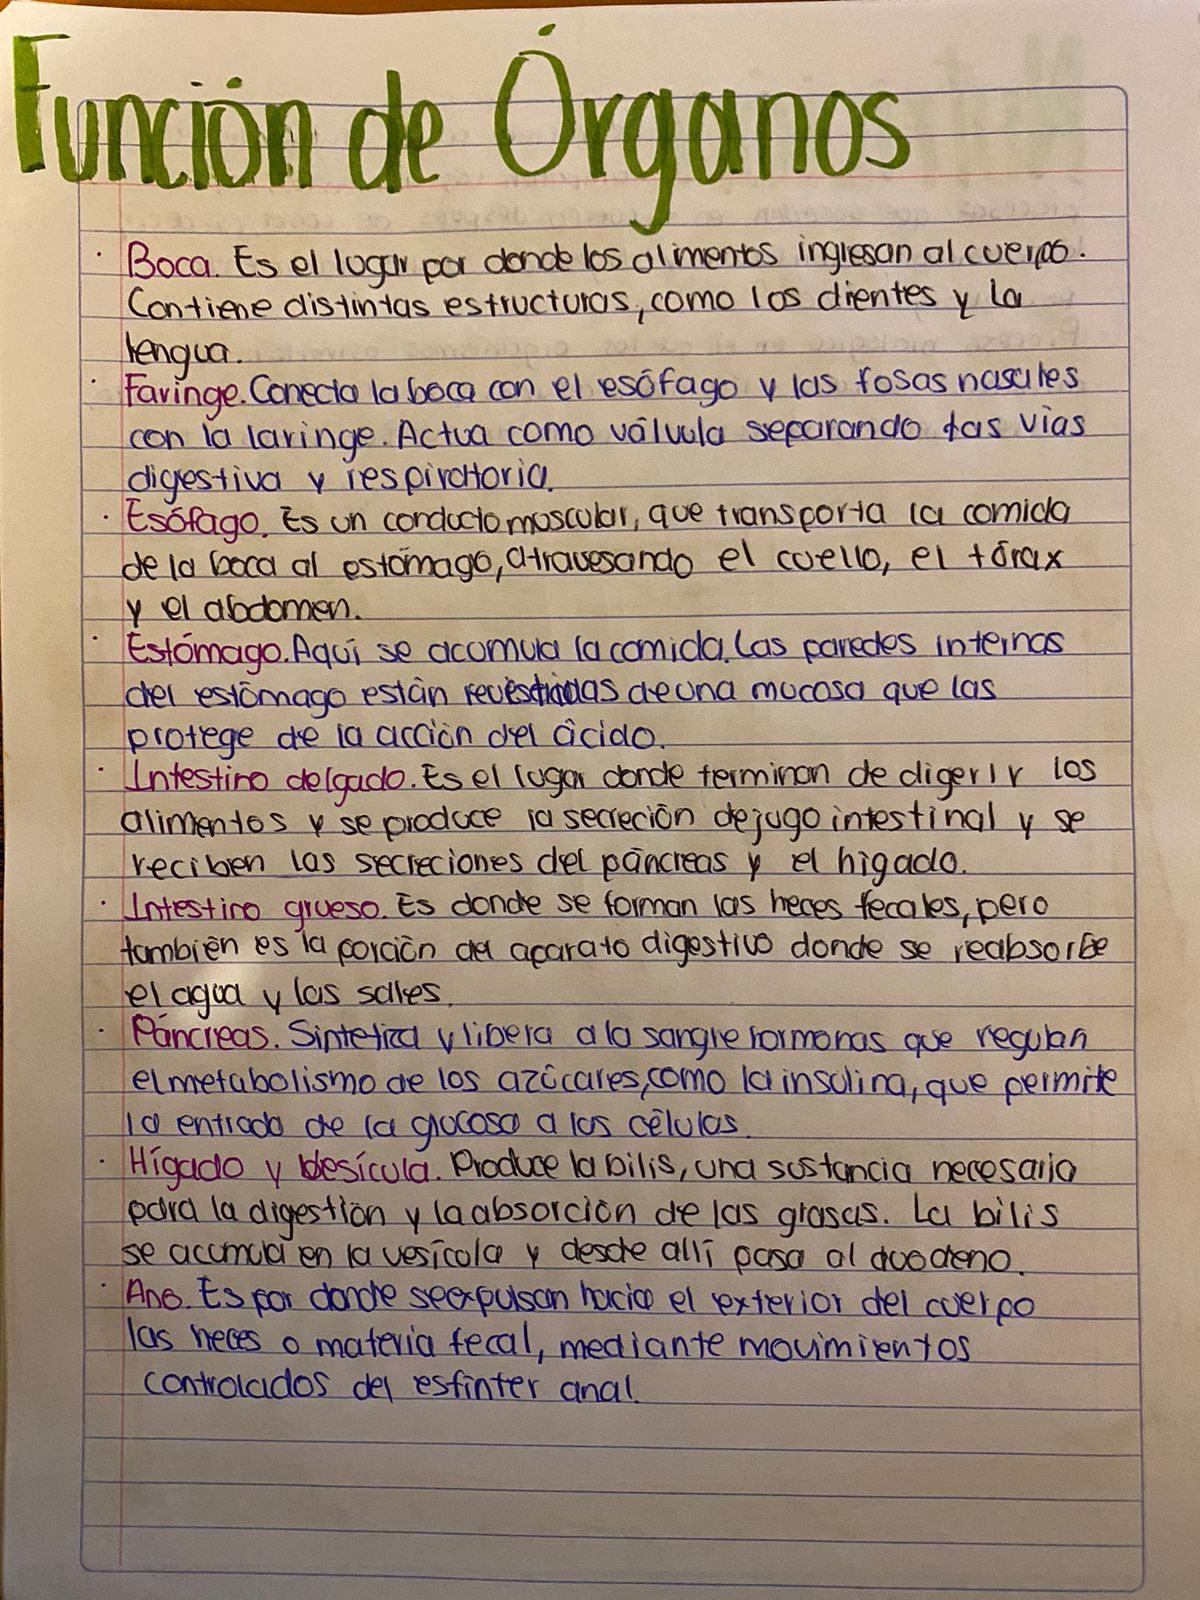 Función de Órganos
· Boca. Es el lugar por donde los alimentos ingresan al cuerpo.
Contiene distintas estructuras, como los dientes y la
lengua.
· Faringe. Conecta la boca con el esófago y las fosas nasales
con la laringe. Actua como válvula separando las vias
digestiva y respiratoria.
· Esófago. Es un conducto muscular, que transporta la comida
de la boca al estómago, atravesando el cuello, el tórax
y el abdomen.
· Estómago. Aquí se acomula la comida. Las paredes internas
del estómago están revestidas de una mucosa que las
protege de la acción del ácido.
· Intestino delgado. Es el lugar donde terminan de digerir los
alimentos y se produce la secreción de jugo intestinal y se
reciben las secreciones del páncreas y el higado.
· Intestino grueso. Es donde se forman las heces fecales, pero
también es la porción del aparato digestivo donde se reabsorbe
el agua y las sales.
· Páncreas. Sintetiza y libera a la sangre hormonas que regulan
el metabolismo de los azúcares, como la insulina, que permite
la entrada de la glucosa a las células.
· Hígado y Vesícula. Produce la bilis, una sustancia necesaria
para la digestión y la absorción de las grasas. La bilis
se acumula en la vesícola y desde allí pasa al duodeno.
· Ano. Es por donde se expulsan hacia el exterior del cuerpo
las heces o materia fecal, mediante movimientos
controlados del esfinter anal.